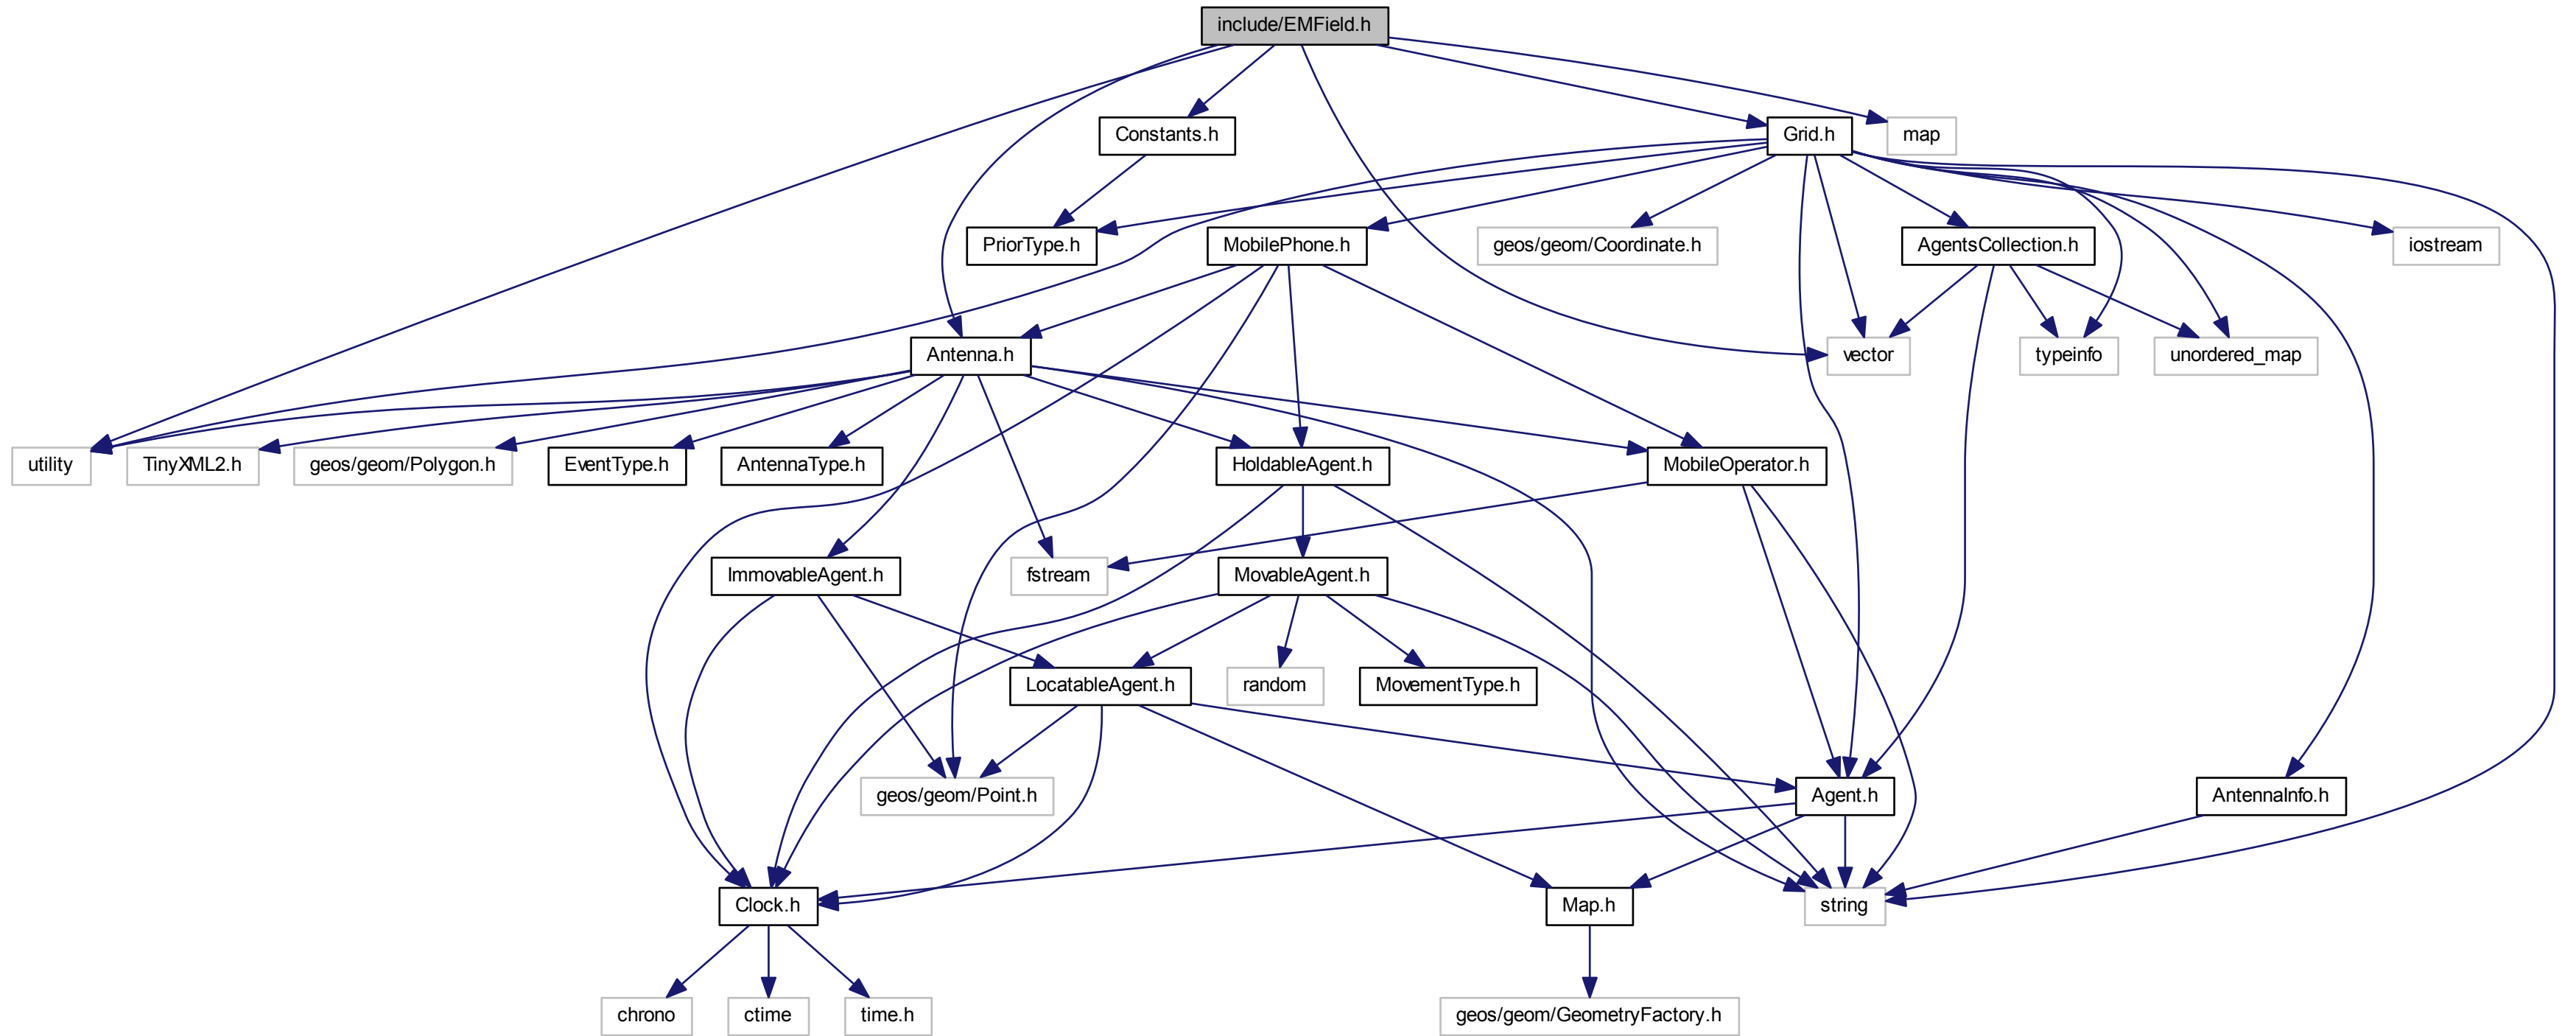 include/EMField.h
Constants.h
Grid.h
map
PriorType.h
MobilePhone.h
geos/geom/Coordinate.h
AgentsCollection.h
iostream
Antenna.h
vector
typeinfo
unordered_map
utility
TinyXML2.h
geos/geom/Polygon.h
EventType.h
AntennaType.h
HoldableAgent.h
MobileOperator.h
ImmovableAgent.h
fstream
MovableAgent.h
LocatableAgent.h
random
MovementType.h
geos/geom/Point.h
Agent.h
AntennaInfo.h
Clock.h
Map.h
string
chrono
ctime
time.h
geos/geom/GeometryFactory.h